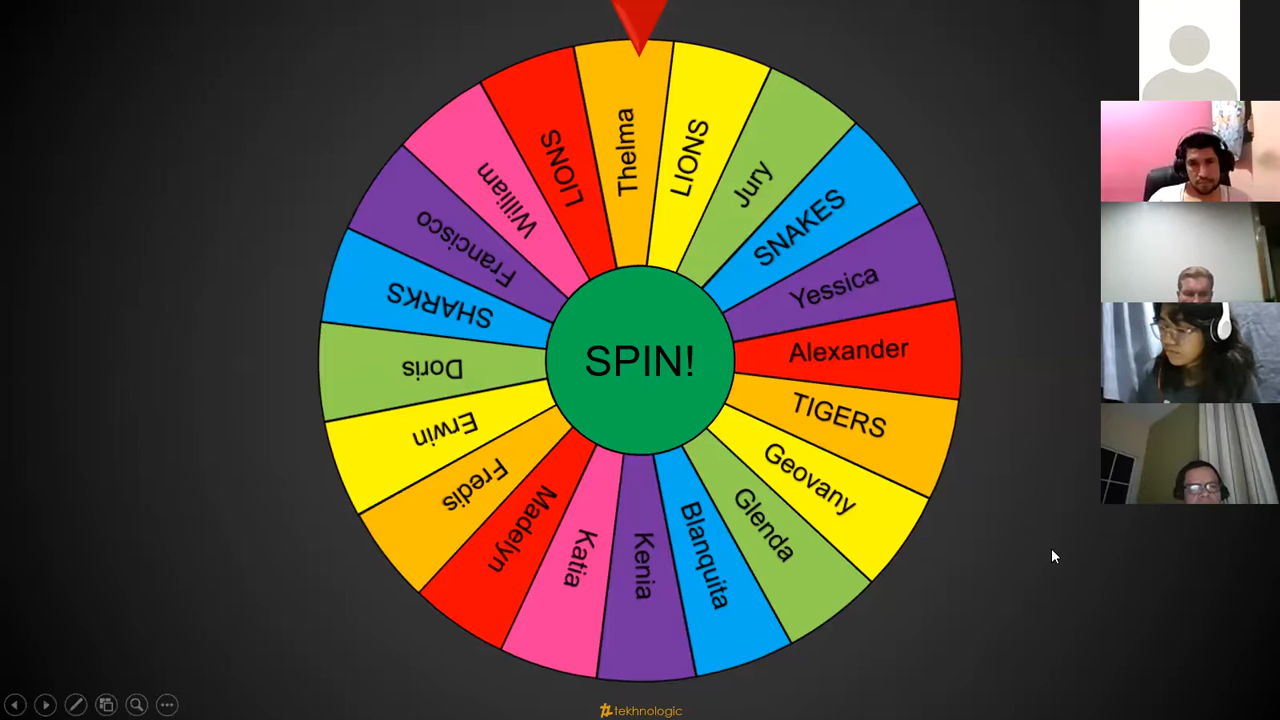 Thelma
LIONS
Jury
SNAKES
Yessica
Alexander
TIGERS
Geovany
Glenda
Blanquita
Kenia
Katia
Madelyn
Fredis
Erwin
Doris
SHARKS
Francisco
William
LIONS
SPIN!
tekhnologic